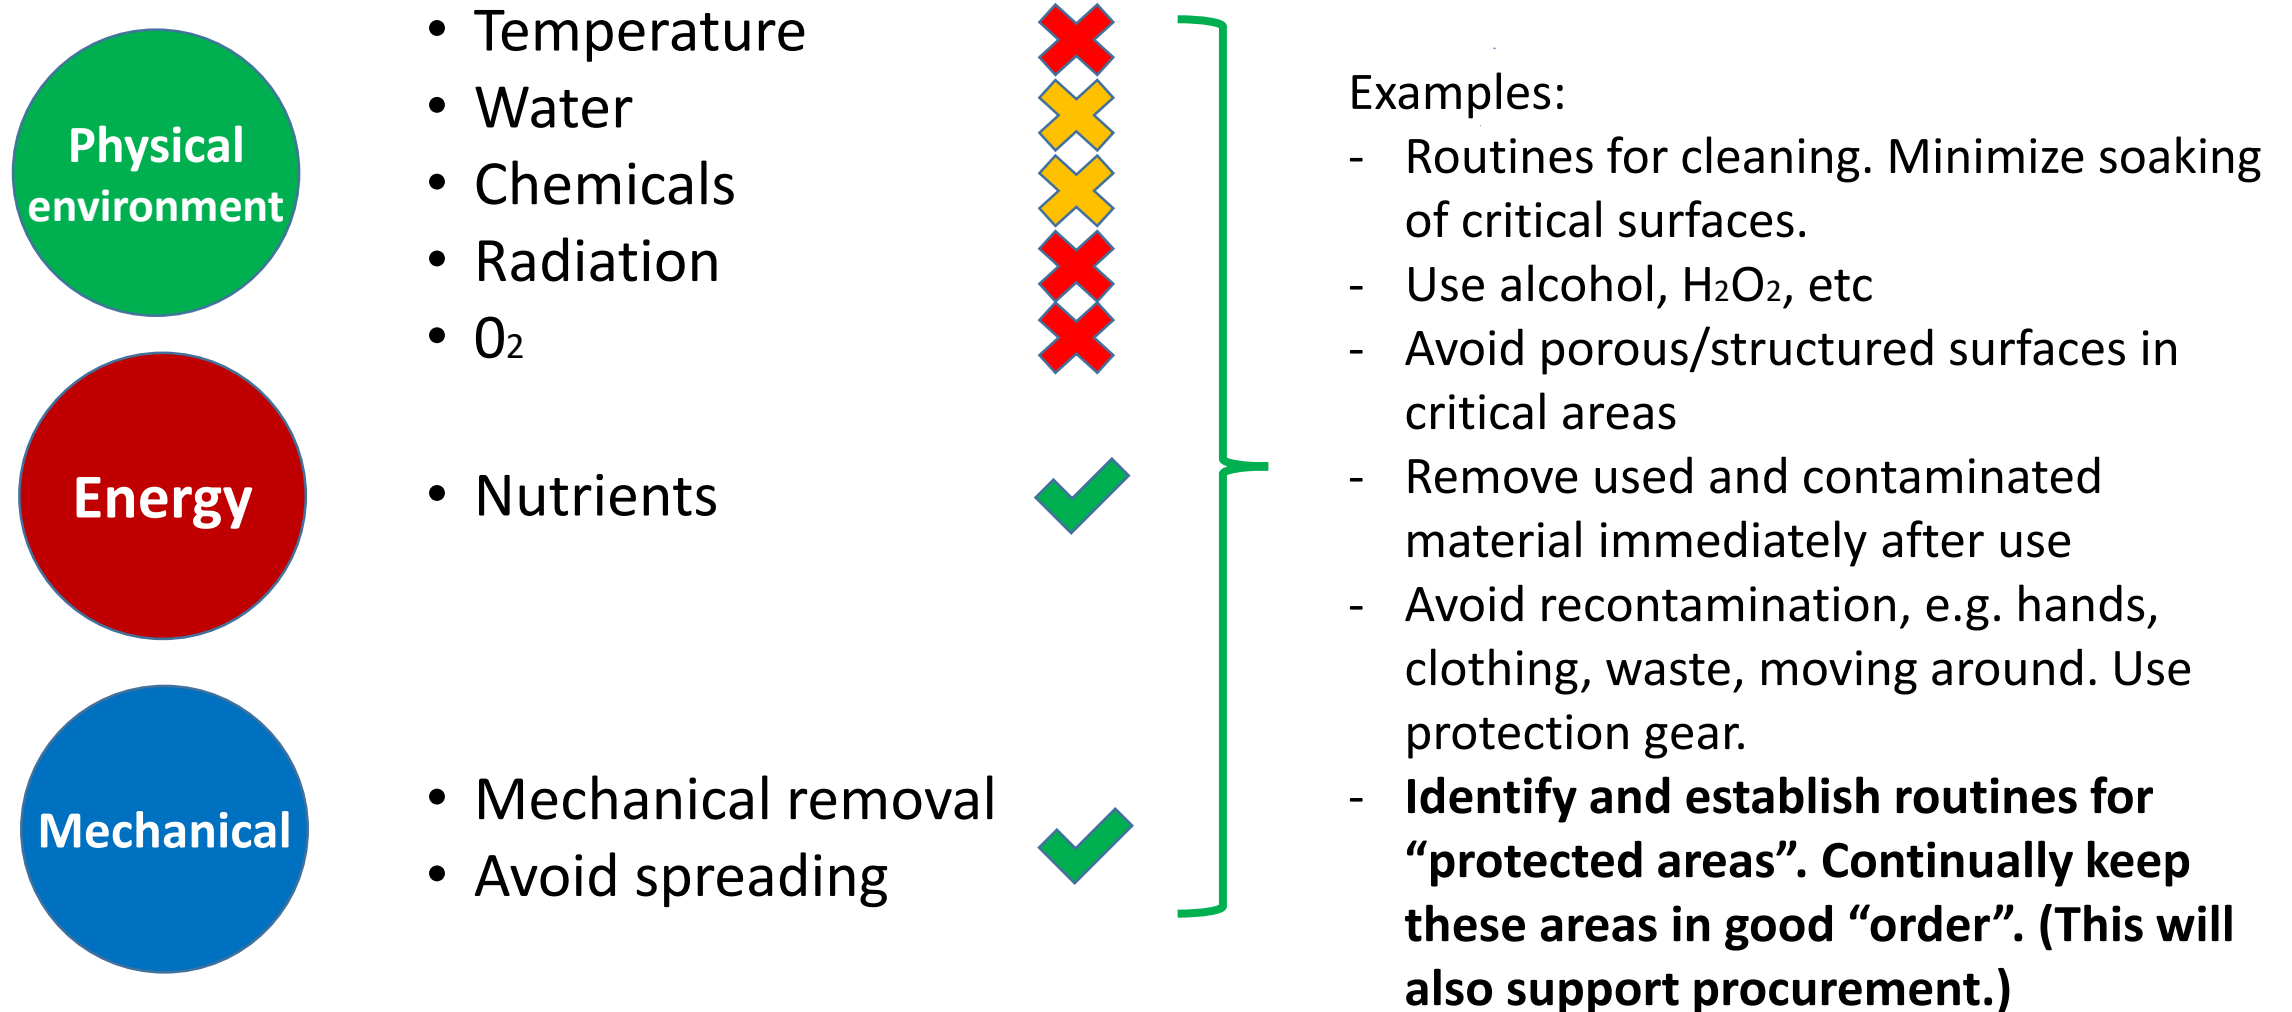 Physical
environment
• Temperature
• Water
• Chemicals
• Radiation
• 0₂
Energy
• Nutrients
Mechanical
• Mechanical removal
• Avoid spreading
Examples:
- Routines for cleaning. Minimize soaking
of critical surfaces.
- Use alcohol, H₂O₂, etc
- Avoid porous/structured surfaces in
critical areas
- Remove used and contaminated
material immediately after use
- Avoid recontamination, e.g. hands,
clothing, waste, moving around. Use
protection gear.
- Identify and establish routines for
“protected areas”. Continually keep
these areas in good “order”. (This will
also support procurement.)